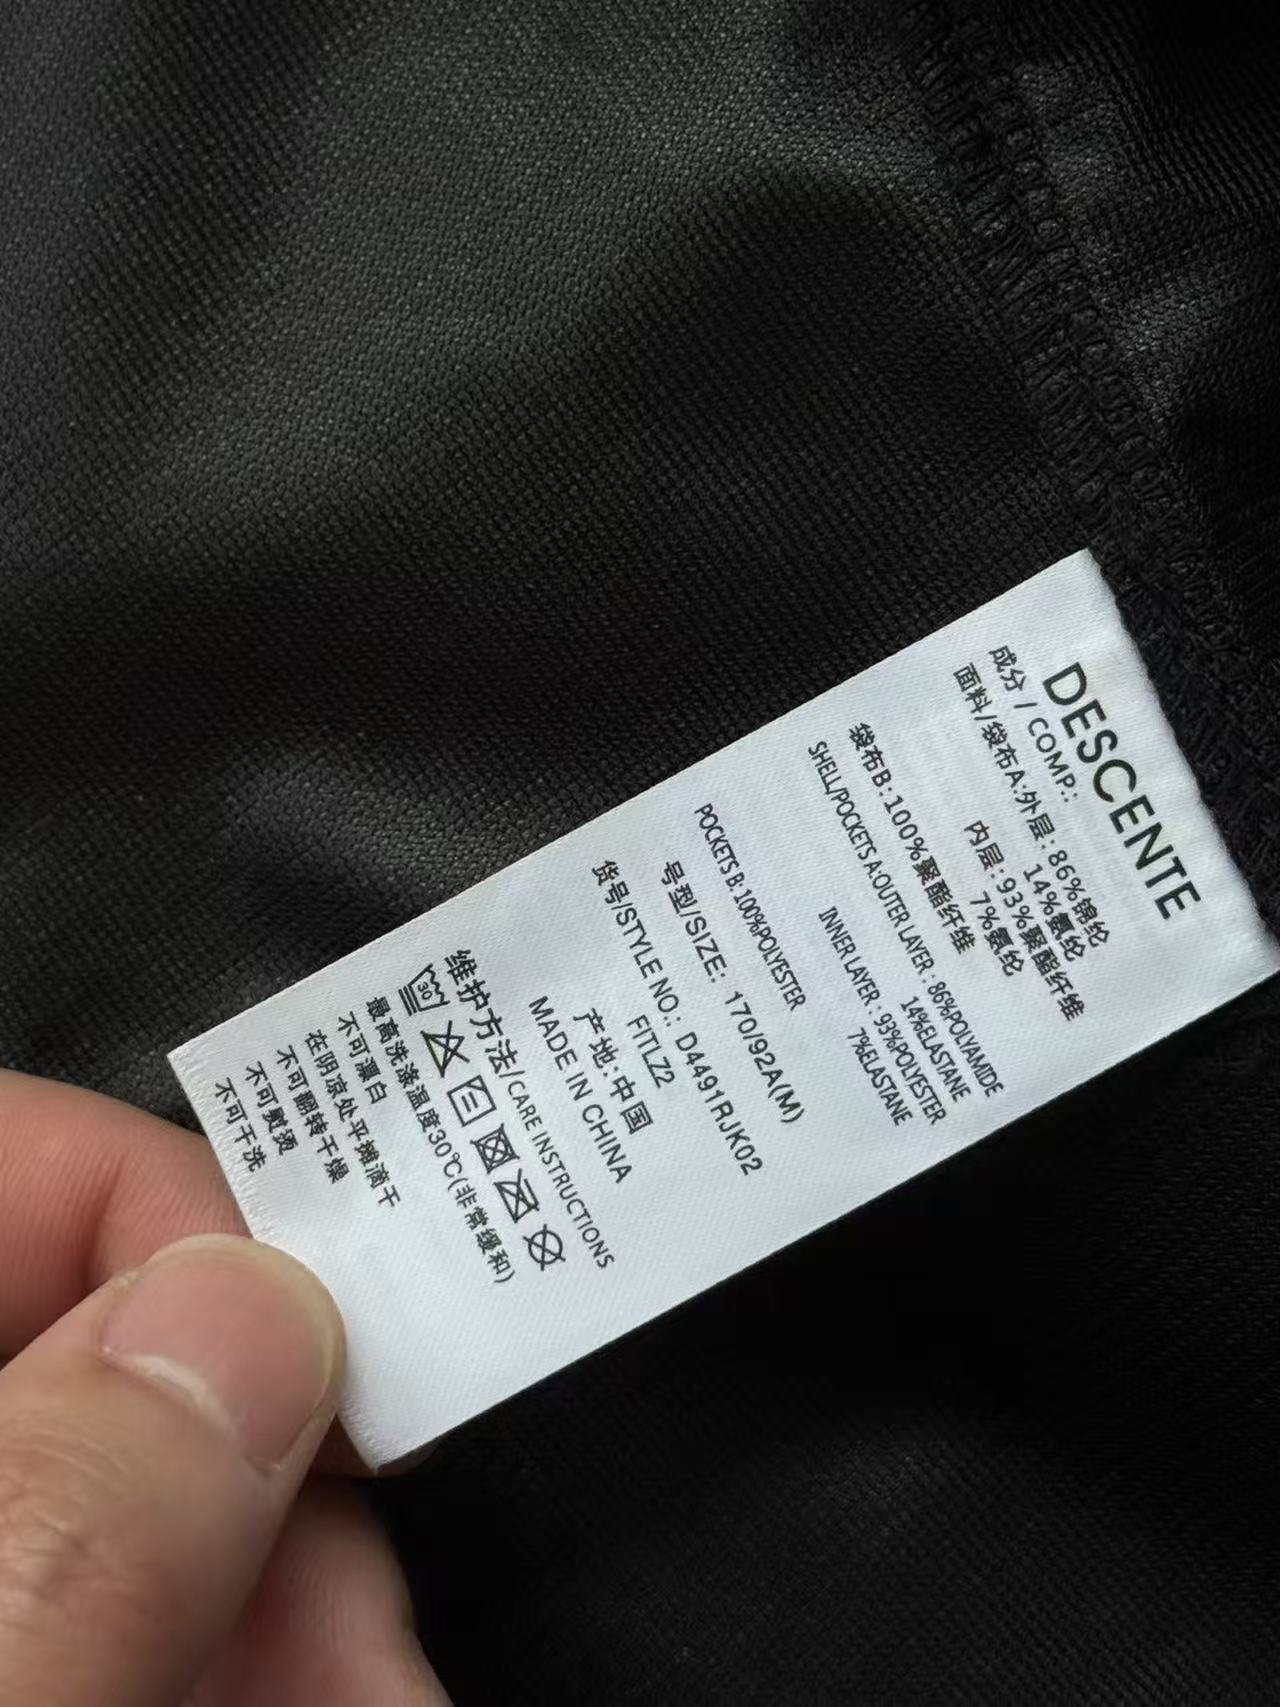 DESCENTE
成分 / COMP.:
面料/袋布A:外层: 86%锦纶
14%氨纶
内层: 93%聚酯纤维
7%氨纶
袋布B:100%聚酯纤维
SHELL/POCKETS A:OUTER LAYER : 86%POLYAMIDE
14%ELASTANE
INNER LAYER : 93%POLYESTER
7%ELASTANE
POCKETS B:100%POLYESTER
号型/SIZE: 170/92A(M)
货号/STYLE NO.: D4491RJK02
FITLZ2
产地:中国
MADE IN CHINA
维护方法/CARE INSTRUCTIONS
30
最高洗涤温度30℃(非常缓和)
不可漂白
在阴凉处平摊滴干
不可翻转干燥
不可熨烫
不可干洗